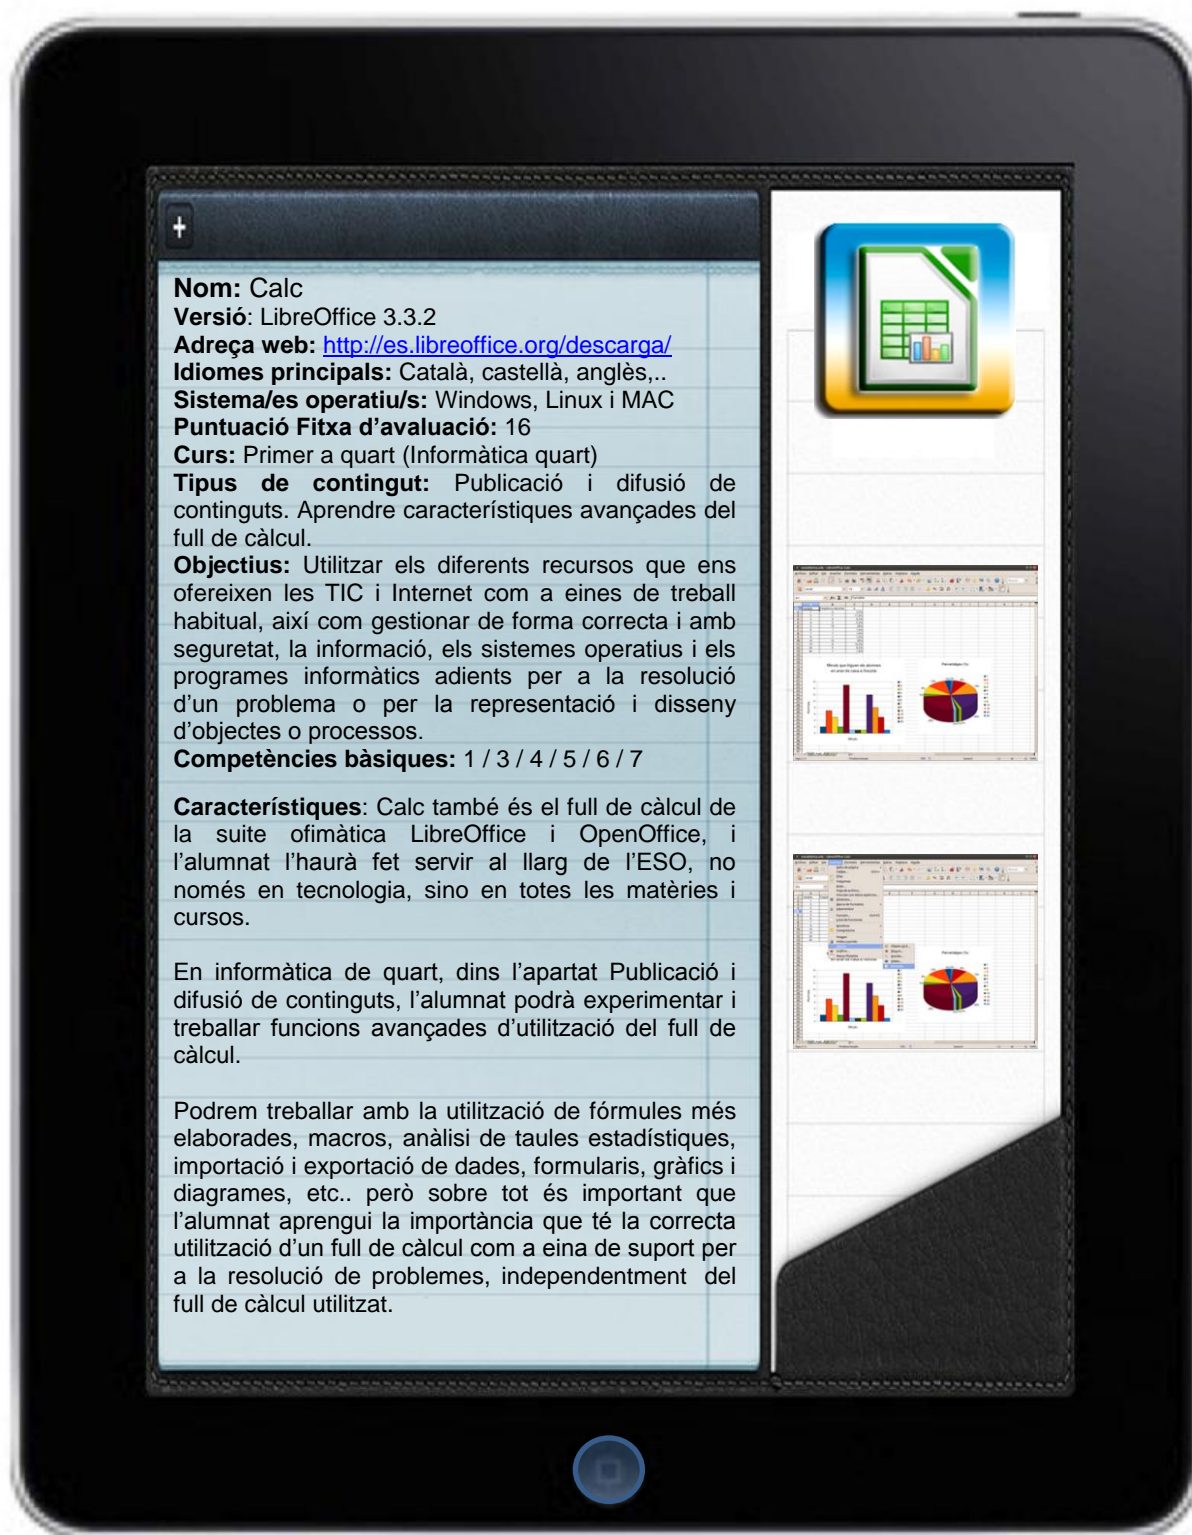 Nom: Calc
Versió: LibreOffice 3.3.2
Adreça web: http://es.libreoffice.org/descarga/
Idiomes principals: Català, castellà, anglès,..
Sistema/es operatiu/s: Windows, Linux i MAC
Puntuació Fitxa d’avaluació: 16
Curs: Primer a quart (Informàtica quart)
Tipus de contingut: Publicació i difusió de
continguts. Aprendre característiques avançades del
full de càlcul.
Objectius: Utilitzar els diferents recursos que ens
ofereixen les TIC i Internet com a eines de treball
habitual, així com gestionar de forma correcta i amb
seguretat, la informació, els sistemes operatius i els
programes informàtics adients per a la resolució
d’un problema o per la representació i disseny
d’objectes o processos.
Competències bàsiques: 1 / 3 / 4 / 5 / 6 / 7
Característiques: Calc també és el full de càlcul de
la suite ofimàtica LibreOffice i OpenOffice, i
l’alumnat l’haurà fet servir al llarg de l’ESO, no
només en tecnologia, sino en totes les matèries i
cursos.
En informàtica de quart, dins l’apartat Publicació i
difusió de continguts, l’alumnat podrà experimentar i
treballar funcions avançades d’utilització del full de
càlcul.
Podrem treballar amb la utilització de fórmules més
elaborades, macros, anàlisi de taules estadístiques,
importació i exportació de dades, formularis, gràfics i
diagrames, etc.. però sobre tot és important que
l’alumnat aprengui la importància que té la correcta
utilització d’un full de càlcul com a eina de suport per
a la resolució de problemes, independentment del
full de càlcul utilitzat.